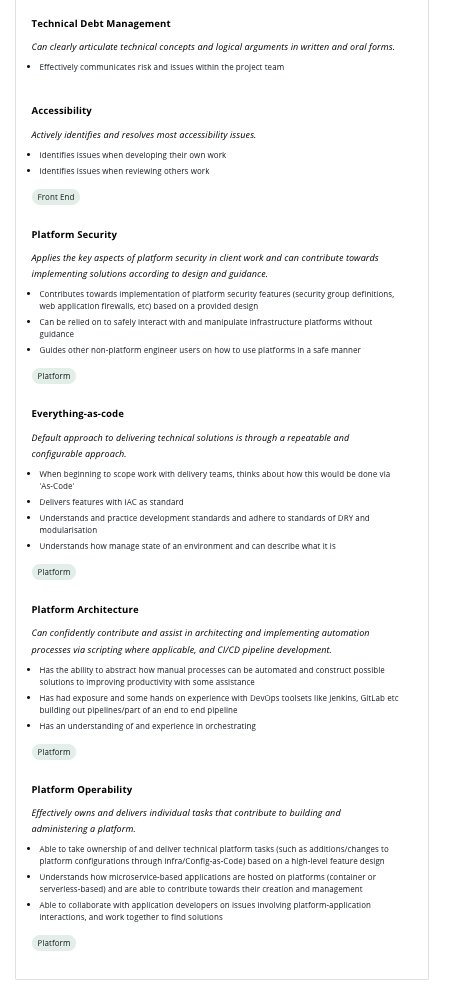 Technical Debt Management
Can clearly articulate technical concepts and logical arguments in written and oral forms.
• Effectively communicates risk and issues within the project team
Accessibility
Actively identifies and resolves most accessibility issues.
• Identifies issues when developing their own work
• Identifies issues when reviewing others work
Front End
Platform Security
Applies the key aspects of platform security in client work and can contribute towards
implementing solutions according to design and guidance.
• Contributes towards implementation of platform security features (security group definitions,
web application firewalls, etc) based on a provided design
• Can be relied on to safely interact with and manipulate infrastructure platforms without
guidance
• Guides other non-platform engineer users on how to use platforms in a safe manner
Platform
Everything-as-code
Default approach to delivering technical solutions is through a repeatable and
configurable approach.
• When beginning to scope work with delivery teams, thinks about how this would be done via
'As-Code'
• Delivers features with IAC as standard
• Understands and practice development standards and adhere to standards of DRY and
modularisation
• Understands how manage state of an environment and can describe what it is
Platform
Platform Architecture
Can confidently contribute and assist in architecting and implementing automation
processes via scripting where applicable, and CI/CD pipeline development.
• Has the ability to abstract how manual processes can be automated and construct possible
solutions to improving productivity with some assistance
• Has had exposure and some hands on experience with DevOps toolsets like Jenkins, GitLab etc
building out pipelines/part of an end to end pipeline
• Has an understanding of and experience in orchestrating
Platform
Platform Operability
Effectively owns and delivers individual tasks that contribute to building and
administering a platform.
• Able to take ownership of and deliver technical platform tasks (such as additions/changes to
platform configurations through infra/Config-as-Code) based on a high-level feature design
• Understands how microservice-based applications are hosted on platforms (container or
serverless-based) and are able to contribute towards their creation and management
• Able to collaborate with application developers on issues involving platform-application
interactions, and work together to find solutions
Platform